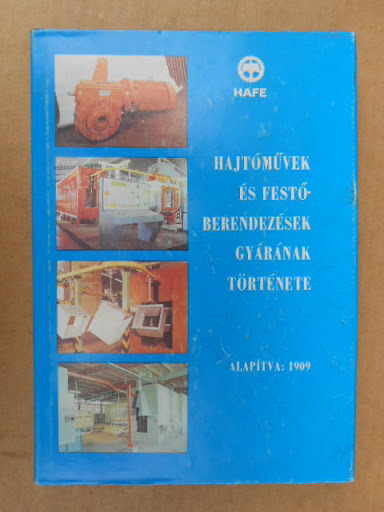 HAFE
HAJTÓMŰVEK
ÉS FESTŐ-
BERENDEZÉSEK
GYÁRÁNAK
TÖRTÉNETE
ALAPÍTVA: 1909